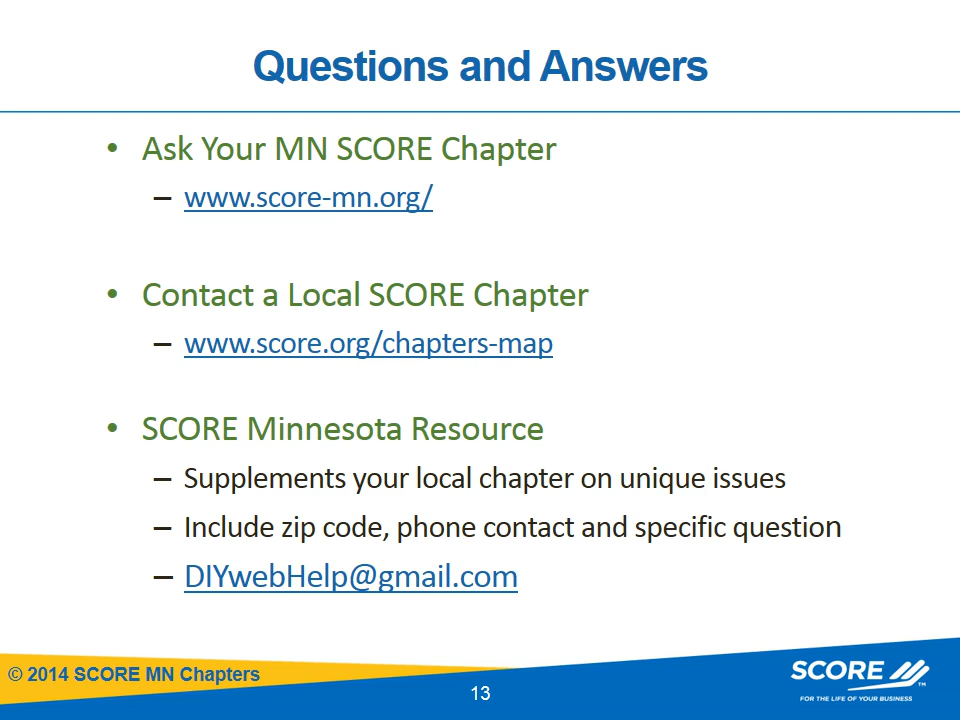 Questions and Answers
• Ask Your MN SCORE Chapter
– www.score-mn.org/
• Contact a Local SCORE Chapter
– www.score.org/chapters-map
• SCORE Minnesota Resource
– Supplements your local chapter on unique issues
– Include zip code, phone contact and specific question
– DIYwebHelp@gmail.com
© 2014 SCORE MN Chapters
13
SCORE ™
FOR THE LIFE OF YOUR BUSINESS